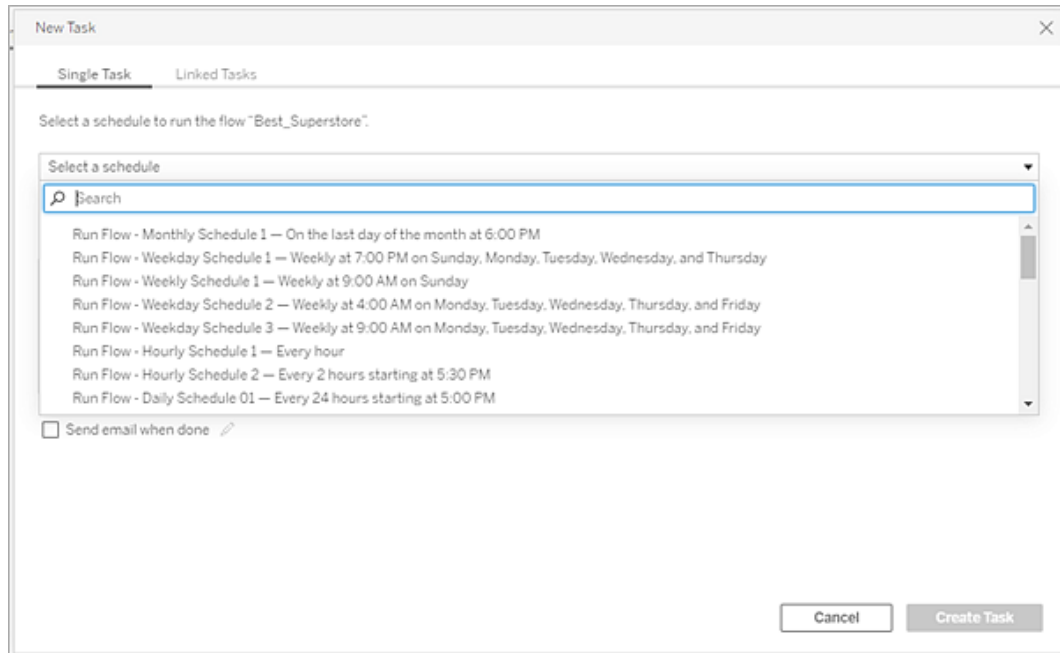 New Task
Single Task Linked Tasks
Select a schedule to run the flow "Best_Superstore".
Select a schedule
Search
Run Flow - Monthly Schedule 1 — On the last day of the month at 6:00 PM
Run Flow - Weekday Schedule 1 — Weekly at 7:00 PM on Sunday, Monday, Tuesday, Wednesday, and Thursday
Run Flow - Weekly Schedule 1 — Weekly at 9:00 AM on Sunday
Run Flow - Weekday Schedule 2 — Weekly at 4:00 AM on Monday, Tuesday, Wednesday, Thursday, and Friday
Run Flow - Weekday Schedule 3 — Weekly at 9:00 AM on Monday, Tuesday, Wednesday, Thursday, and Friday
Run Flow - Hourly Schedule 1 — Every hour
Run Flow - Hourly Schedule 2 — Every 2 hours starting at 5:30 PM
Run Flow - Daily Schedule 01 — Every 24 hours starting at 5:00 PM
Send email when done
Cancel Create Task